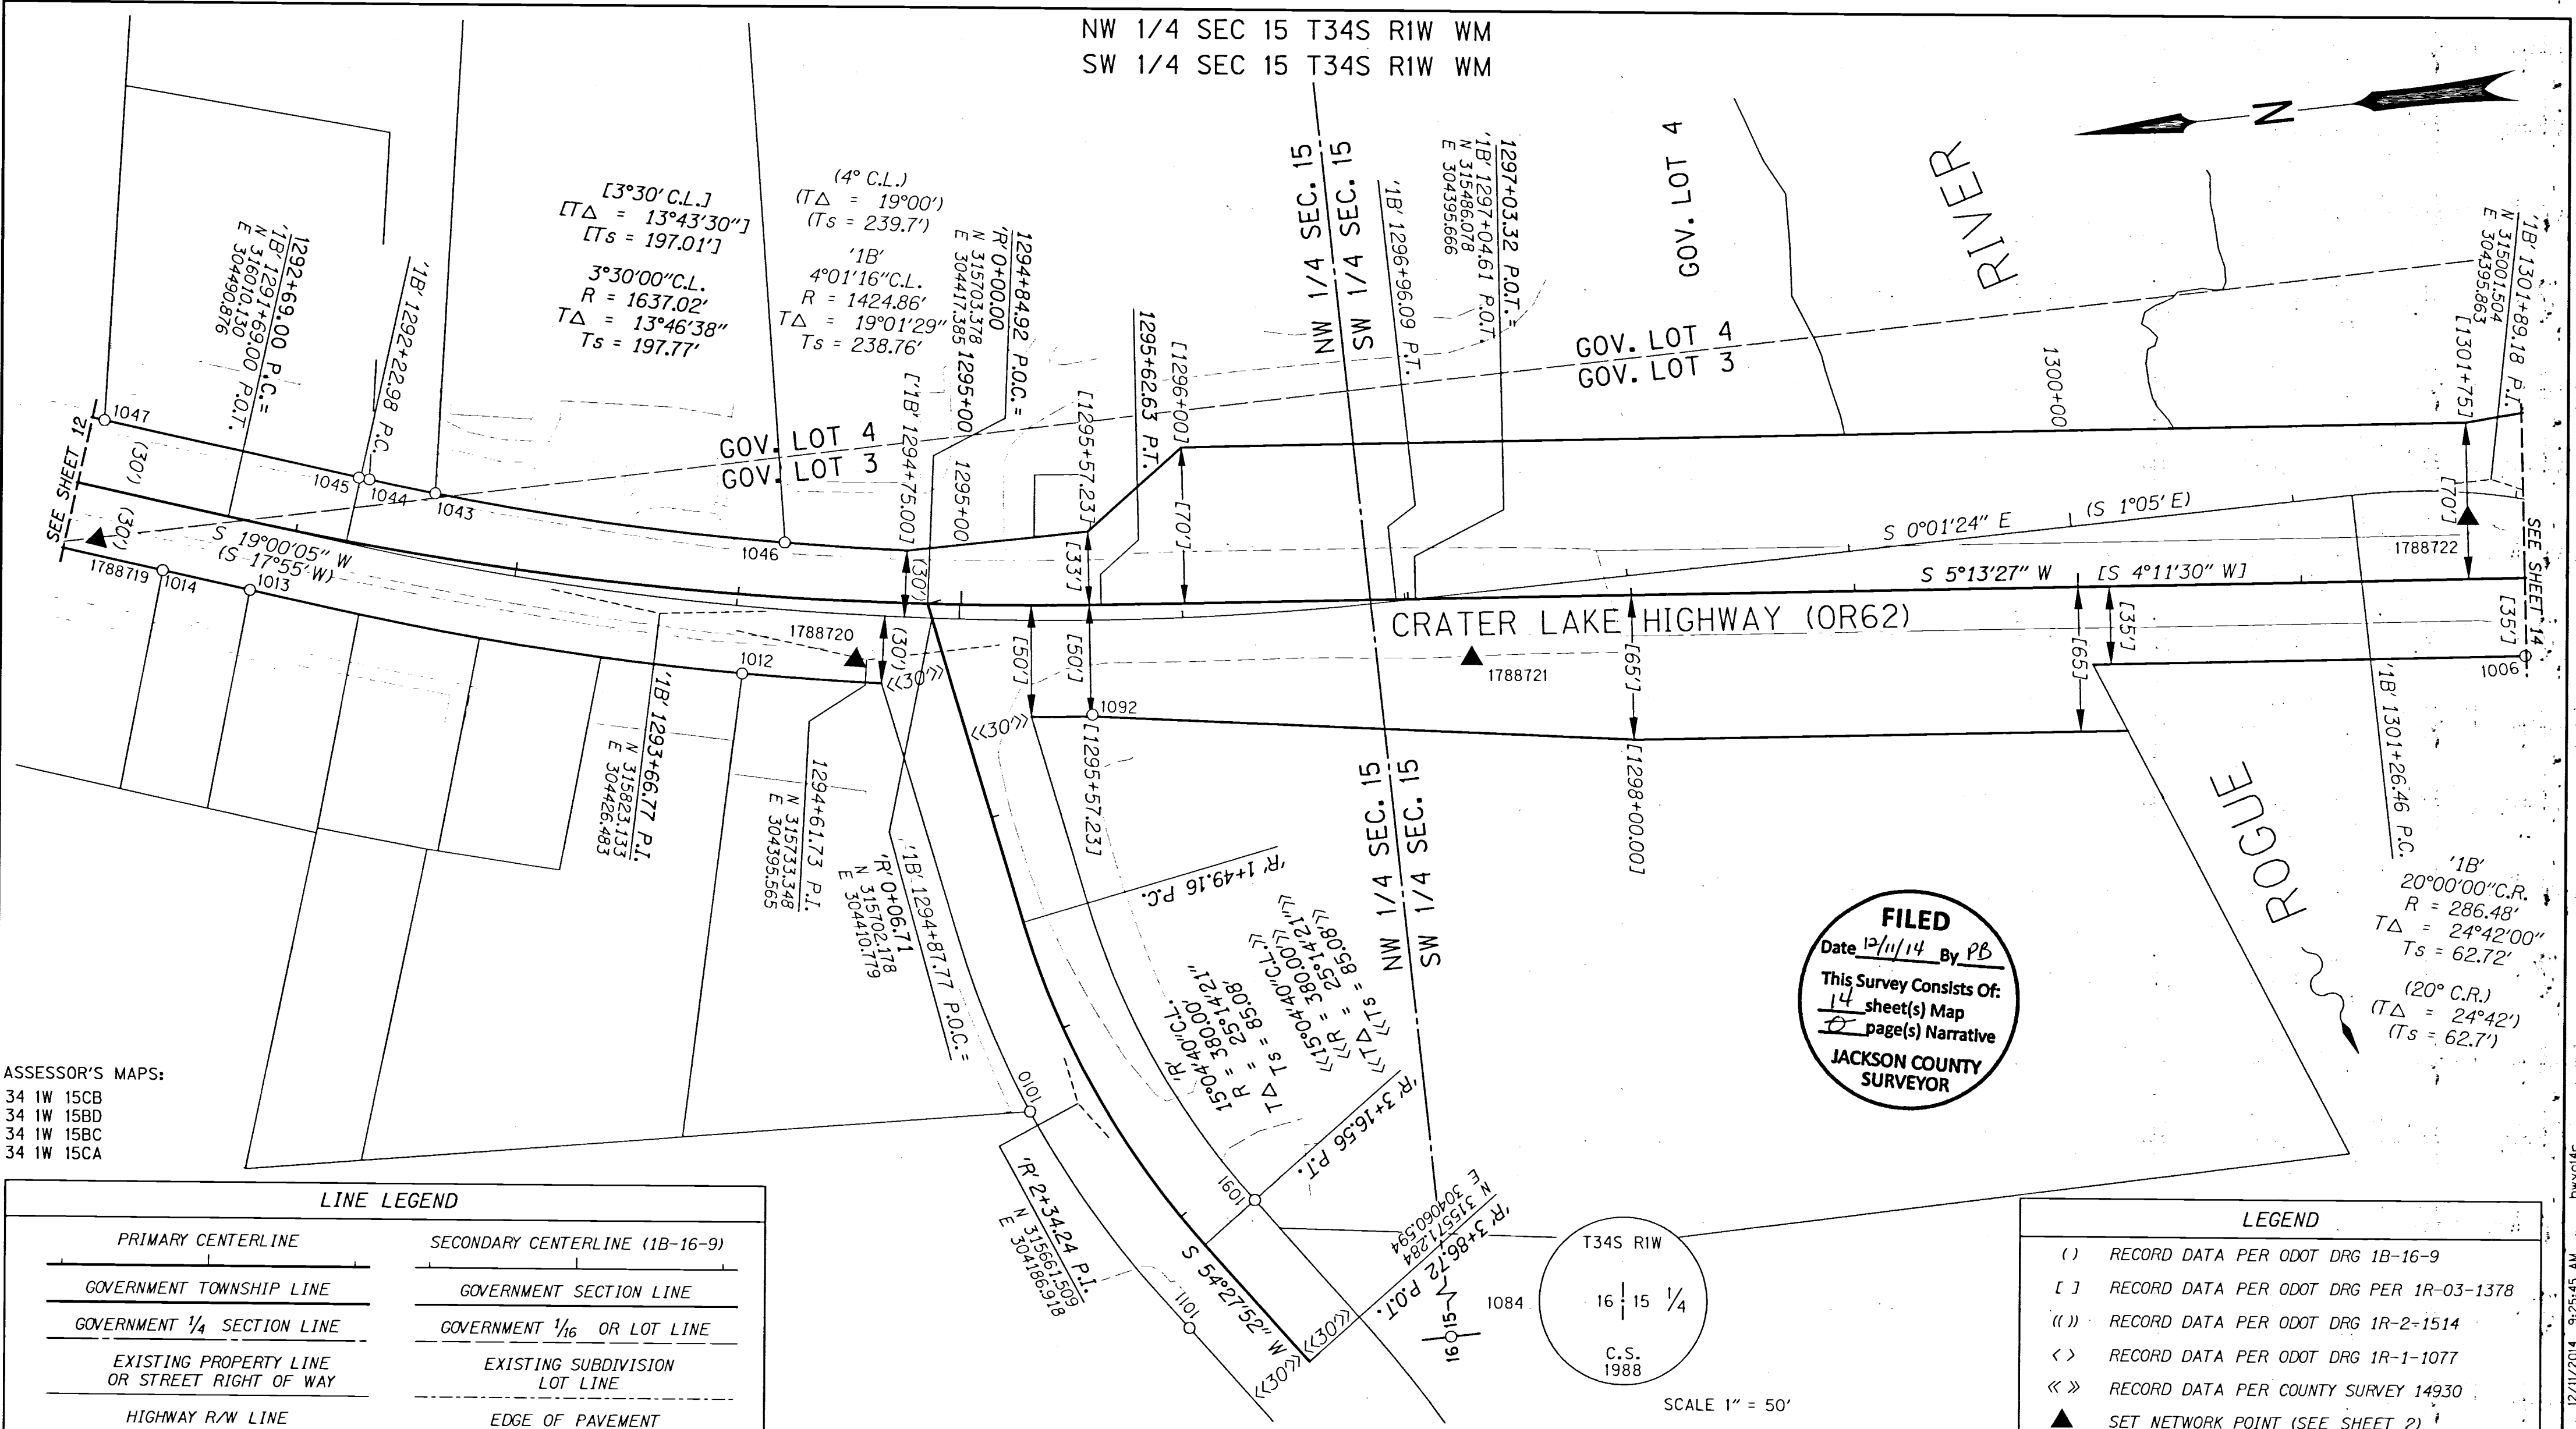 NW 1/4 SEC 15 T34S R1W WM
SW 1/4 SEC 15 T34S R1W WM
N
1292+69.00 P.C. =
'1B' 1291+69.00 P.O.T.
N 316010.130
E 304490.876
'1B' 1292+22.98 P.C.
[3°30' C.L.]
[T△ = 13°43'30"]
[Ts = 197.01']
3°30'00"C.L.
R = 1637.02'
T△ = 13°46'38"
Ts = 197.77'
(4° C.L.)
(T△ = 19°00')
(Ts = 239.7')
'1B'
4°01'16"C.L.
R = 1424.86'
T△ = 19°01'29"
Ts = 238.76'
1294+84.92 P.O.C. =
'R' 0+00.00
N 315703.378
E 304417.385
1295+00
['1B' 1294+75.00]
1295+00
[1295+57.23]
1295+62.63 P.T.
[1296+00]
NW 1/4 SEC. 15
SW 1/4 SEC. 15
'1B' 1296+96.09 P.T.
1297+03.32 P.O.T. =
'1B' 1297+04.61 P.O.T.
N 315486.078
E 304395.666
GOV. LOT 4
RIVER
GOV. LOT 4
GOV. LOT 3
1300+00
'1B' 1301+89.18 P.I.
N 315001.504
E 304395.863
[1301+75]
GOV. LOT 4
GOV. LOT 3
SEE SHEET 12
1047
(30')
(30')
1045
1044
1043
1046
S 19°00'05" W
(S 17°55' W)
1788719
1014
1013
(30')
[33']
[70']
S 0°01'24" E
(S 1°05' E)
[70']
1788722
S 5°13'27" W
[S 4°11'30" W]
SEE SHEET 14
CRATER LAKE HIGHWAY (OR62)
1788720
1012
(30')
<<30'>>
[50']
[50']
1788721
[65']
[65']
[35']
[35']
1006
<<30'>>
1092
[1295+57.23]
[1298+00.00]
'1B' 1293+66.77 P.I.
N 315823.133
E 304426.483
1294+61.73 P.I.
N 315733.348
E 304395.565
'1B' 1294+87.77 P.O.C. =
'R' 0+06.71
N 315702.178
E 304410.779
'R' 1+49.16 P.C.
NW 1/4 SEC. 15
SW 1/4 SEC. 15
'1B' 1301+26.46 P.C.
ROGUE
'1B'
20°00'00"C.R.
R = 286.48'
T△ = 24°42'00"
Ts = 62.72'
(20° C.R.)
(T△ = 24°42')
(Ts = 62.7')
'R'
15°04'40"C.L.
R = 380.00'
T△ = 25°14'21"
Ts = 85.08'
<<15°04'40"C.L.>>
<<R = 380.00'>>
<<T△ = 25°14'21">>
<<Ts = 85.08'>>
FILED
Date 12/11/14 By PB
This Survey Consists Of:
14 sheet(s) Map
0 page(s) Narrative
JACKSON COUNTY
SURVEYOR
1010
'R' 2+34.24 P.I.
N 315661.509
E 304186.918
1091
'R' 3+16.56 P.T.
S 54°27'52" W
1011
'R' 3+86.72 P.O.T.
N 315571.284
E 304060.594
<<30'>>
<<30'>>
16 15
1084
T34S R1W
16 15 1/4
C.S.
1988
SCALE 1" = 50'
ASSESSOR'S MAPS:
34 1W 15CB
34 1W 15BD
34 1W 15BC
34 1W 15CA
LINE LEGEND
PRIMARY CENTERLINE
SECONDARY CENTERLINE (1B-16-9)
GOVERNMENT TOWNSHIP LINE
GOVERNMENT SECTION LINE
GOVERNMENT 1/4 SECTION LINE
GOVERNMENT 1/16 OR LOT LINE
EXISTING PROPERTY LINE
OR STREET RIGHT OF WAY
EXISTING SUBDIVISION
LOT LINE
HIGHWAY R/W LINE
EDGE OF PAVEMENT
LEGEND
( ) RECORD DATA PER ODOT DRG 1B-16-9
[ ] RECORD DATA PER ODOT DRG PER 1R-03-1378
(( )) RECORD DATA PER ODOT DRG 1R-2-1514
< > RECORD DATA PER ODOT DRG 1R-1-1077
<< >> RECORD DATA PER COUNTY SURVEY 14930
▲ SET NETWORK POINT (SEE SHEET 2)
12/11/2014 9:25:45 AM